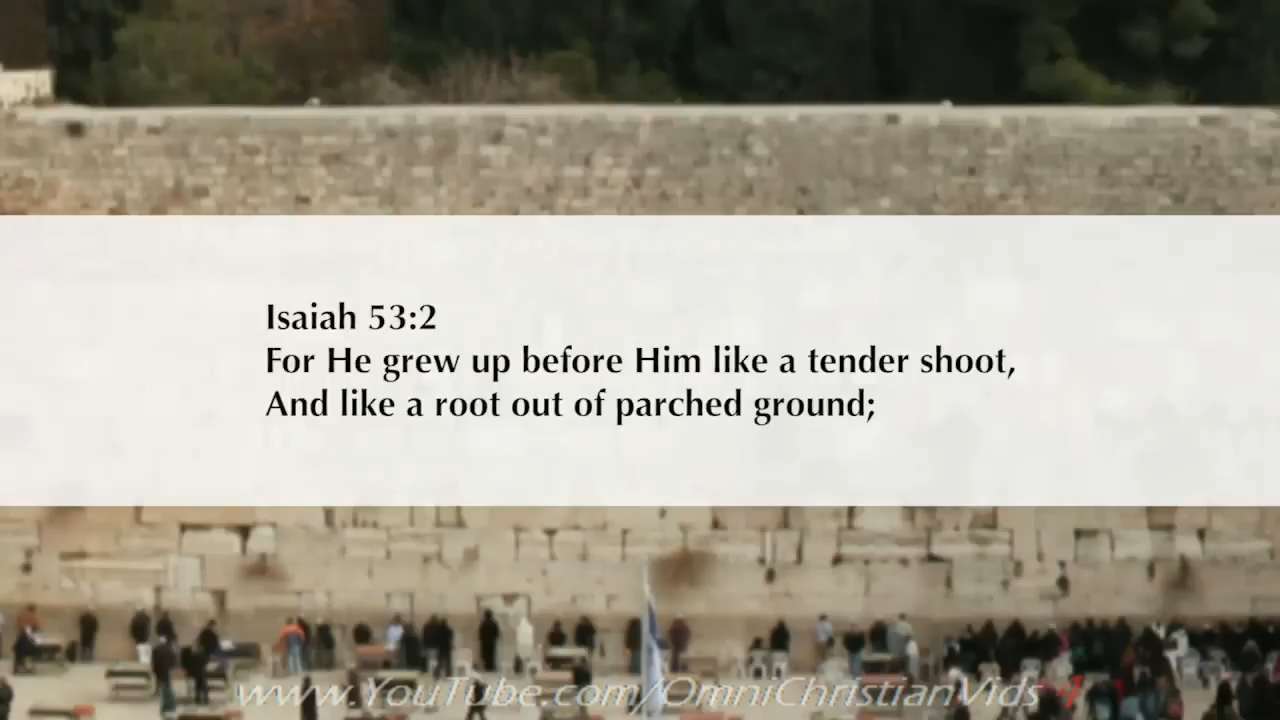 Isaiah 53:2
For He grew up before Him like a tender shoot,
And like a root out of parched ground;
www.YouTube.com/OmniChristianVids 4